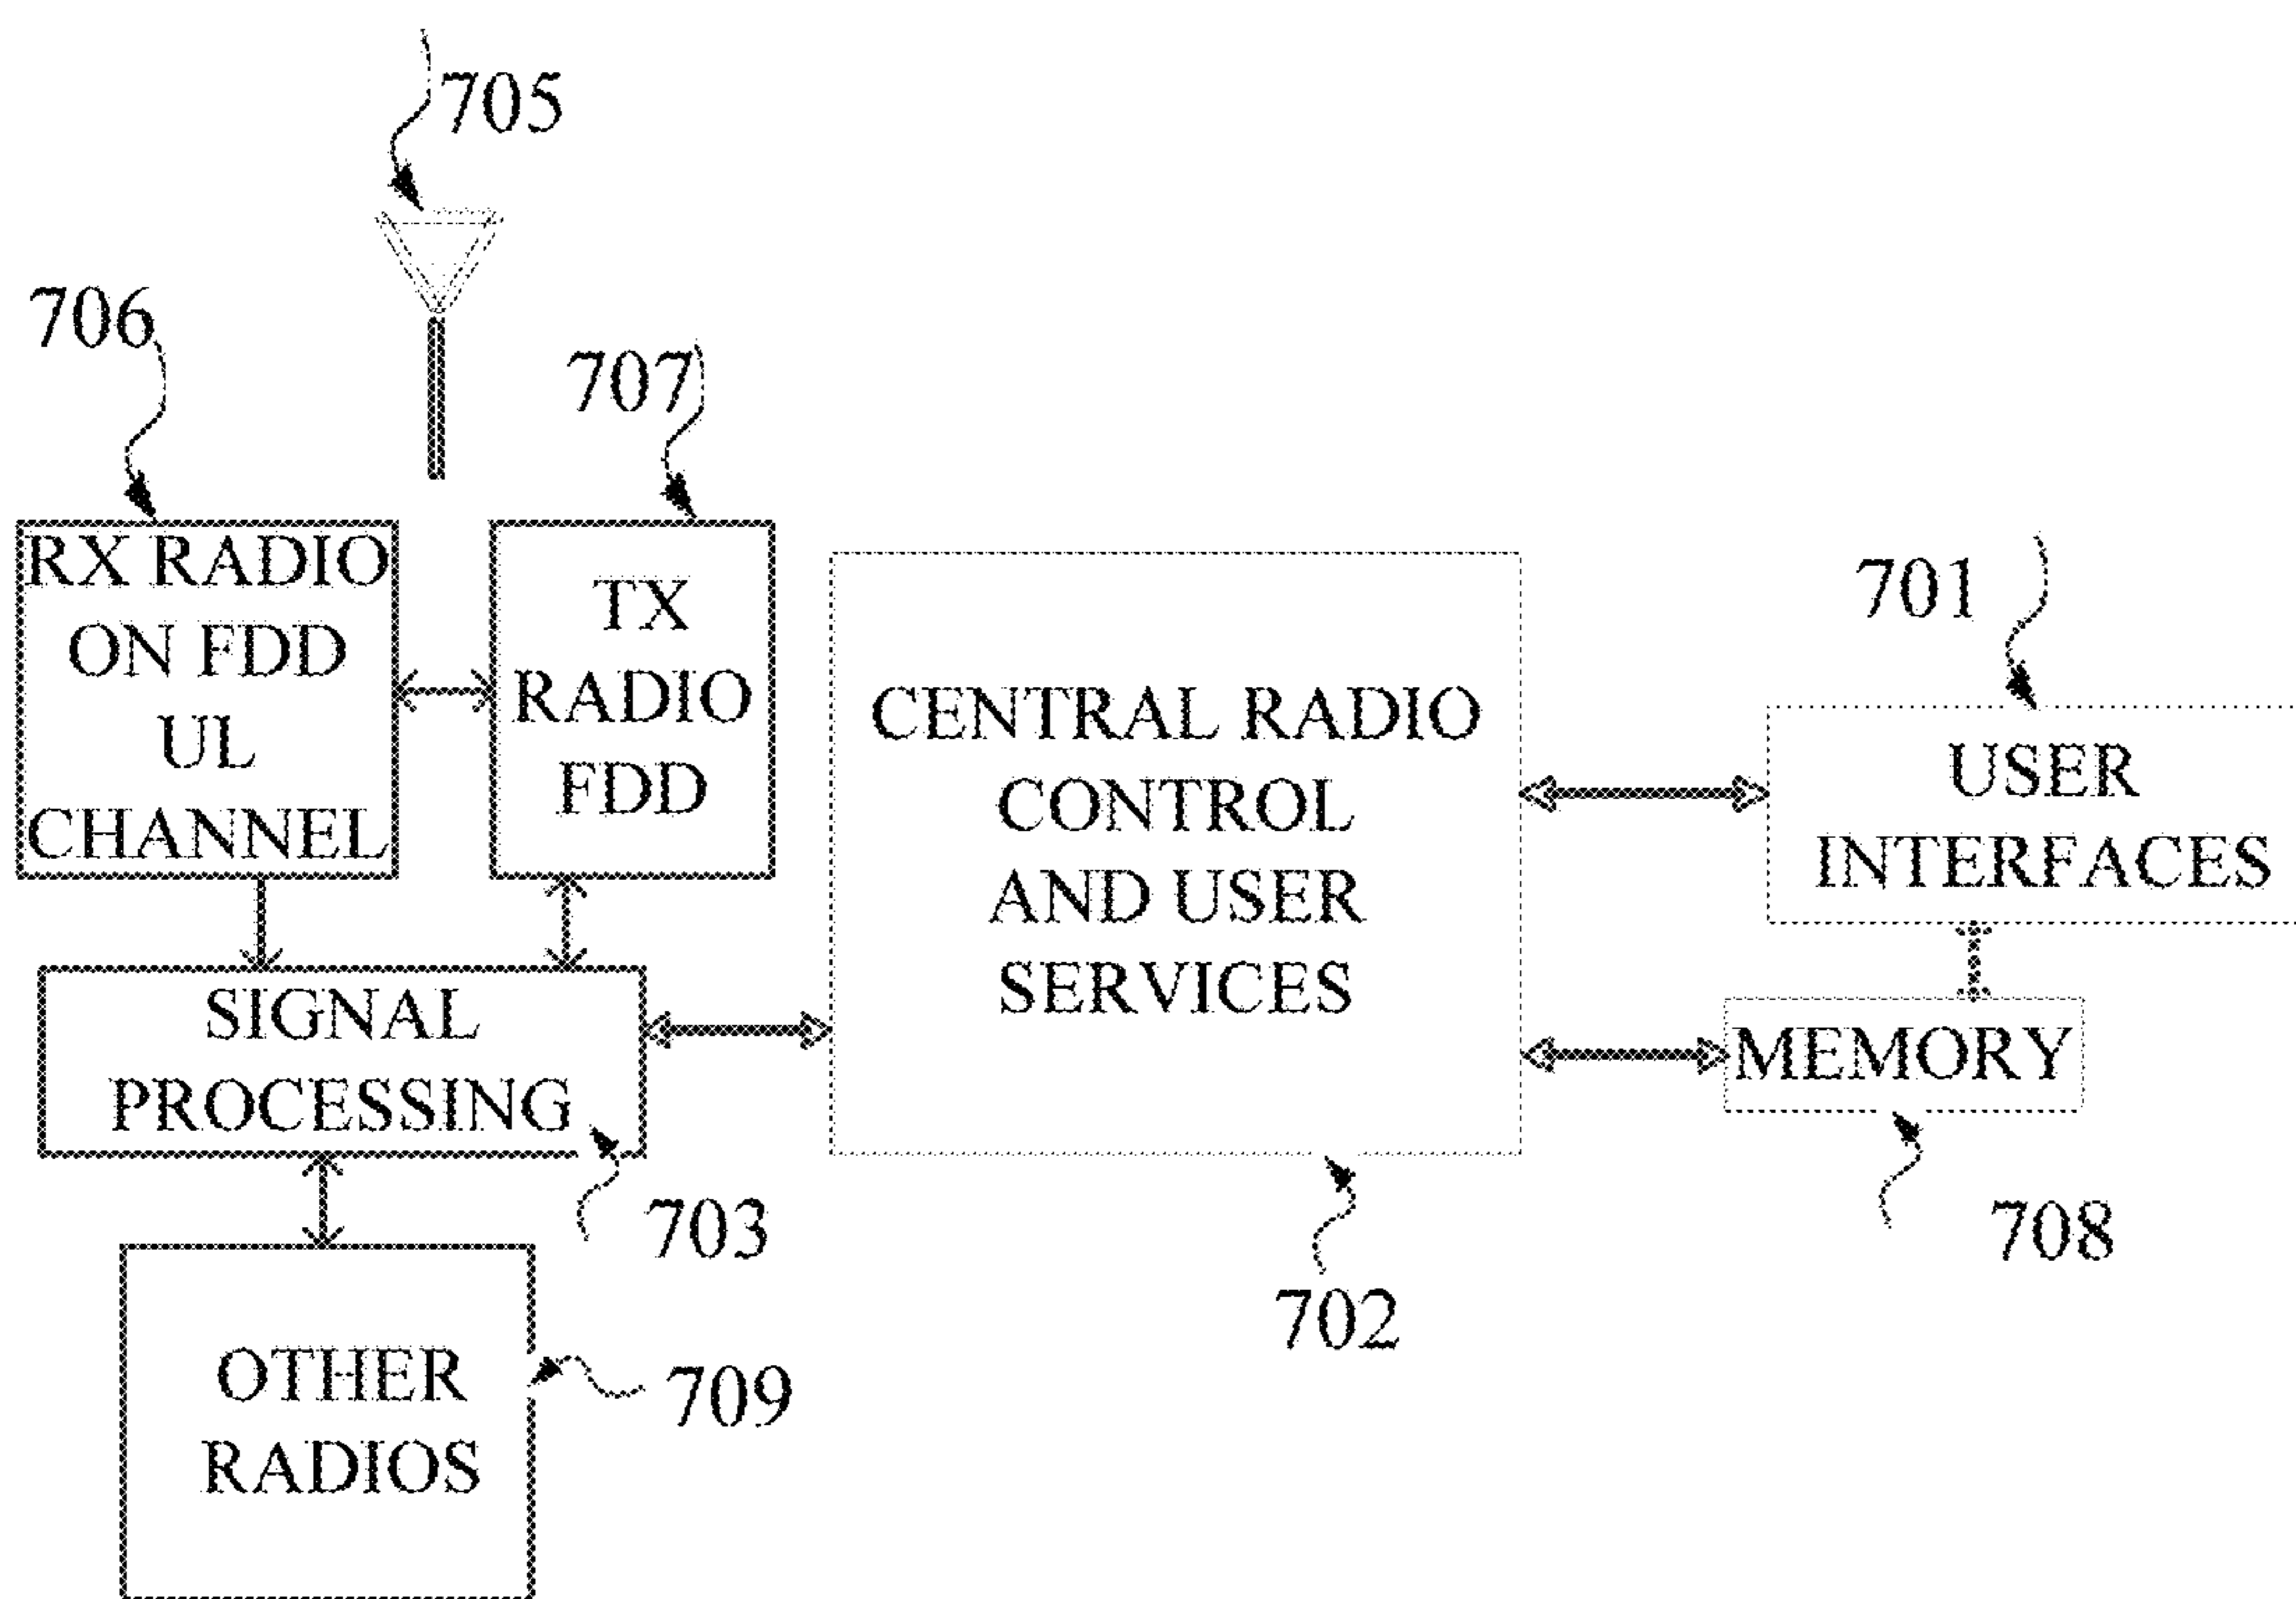 705
706
707
RX RADIO
ON FDD
UL
CHANNEL
TX
RADIO
FDD
CENTRAL RADIO
CONTROL
AND USER
SERVICES
701
USER
INTERFACES
SIGNAL
PROCESSING
MEMORY
703
702
708
OTHER
RADIOS
709